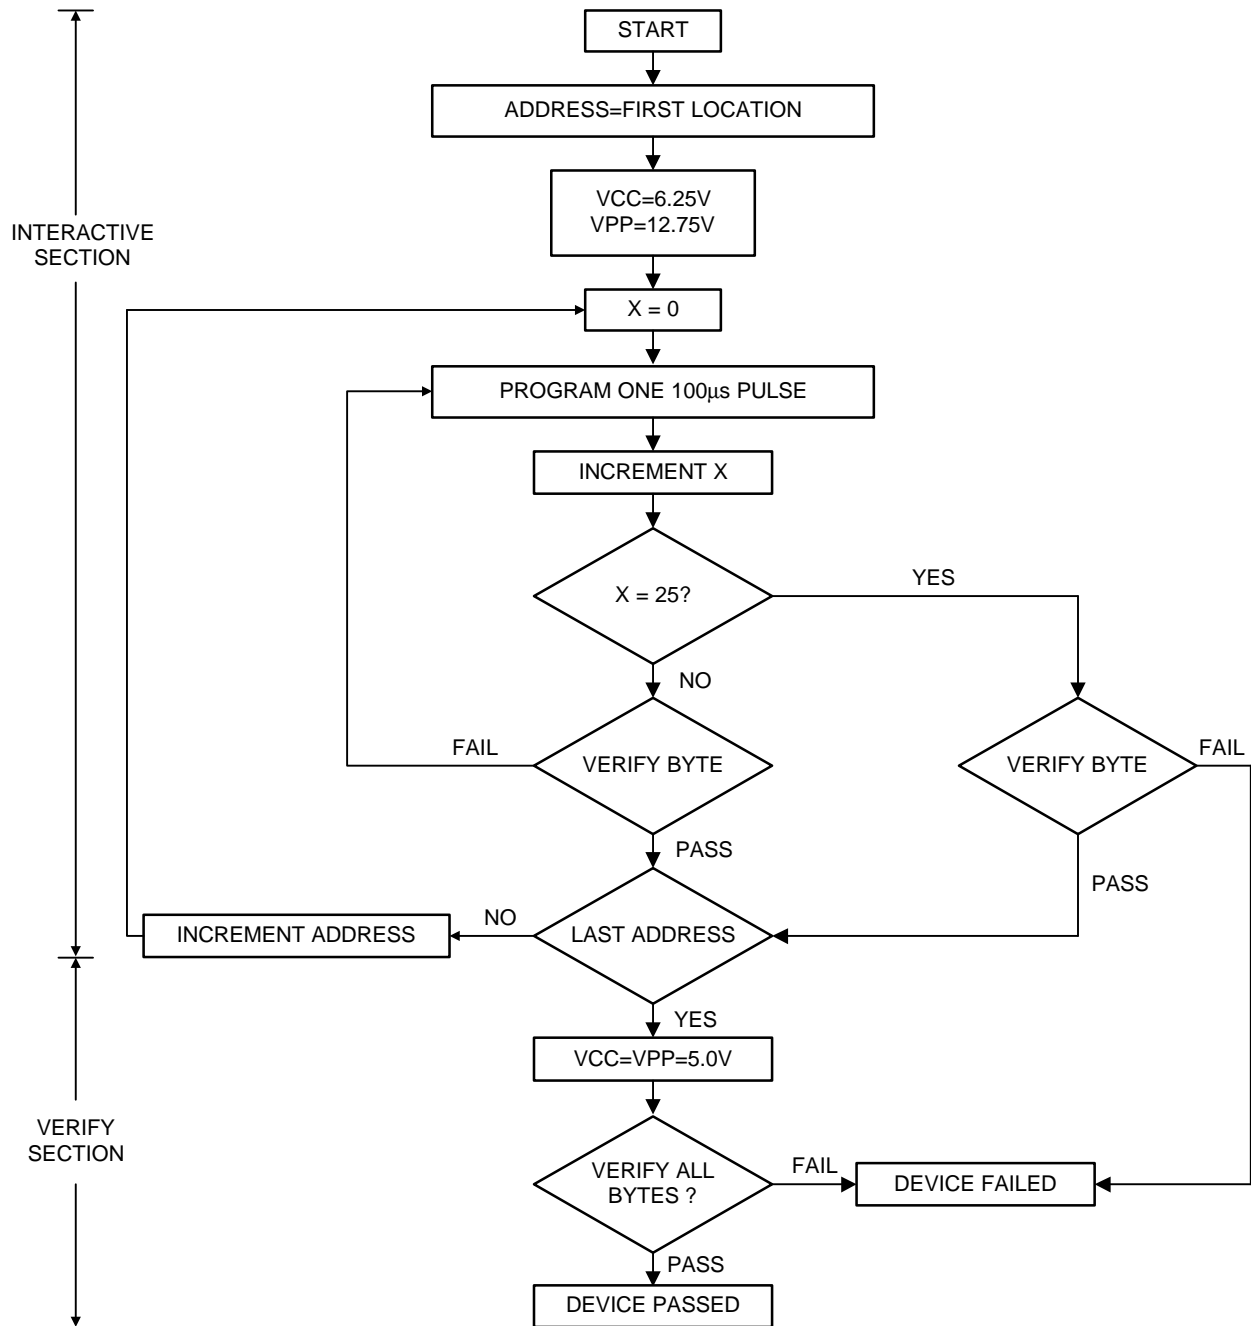 START
ADDRESS=FIRST LOCATION
VCC=6.25V
VPP=12.75V
INTERACTIVE
SECTION
X = 0
PROGRAM ONE 100µs PULSE
INCREMENT X
X = 25?
YES
NO
FAIL
VERIFY BYTE
VERIFY BYTE
FAIL
PASS
PASS
INCREMENT ADDRESS
NO
LAST ADDRESS
YES
VCC=VPP=5.0V
VERIFY
SECTION
VERIFY ALL
BYTES ?
FAIL
DEVICE FAILED
PASS
DEVICE PASSED